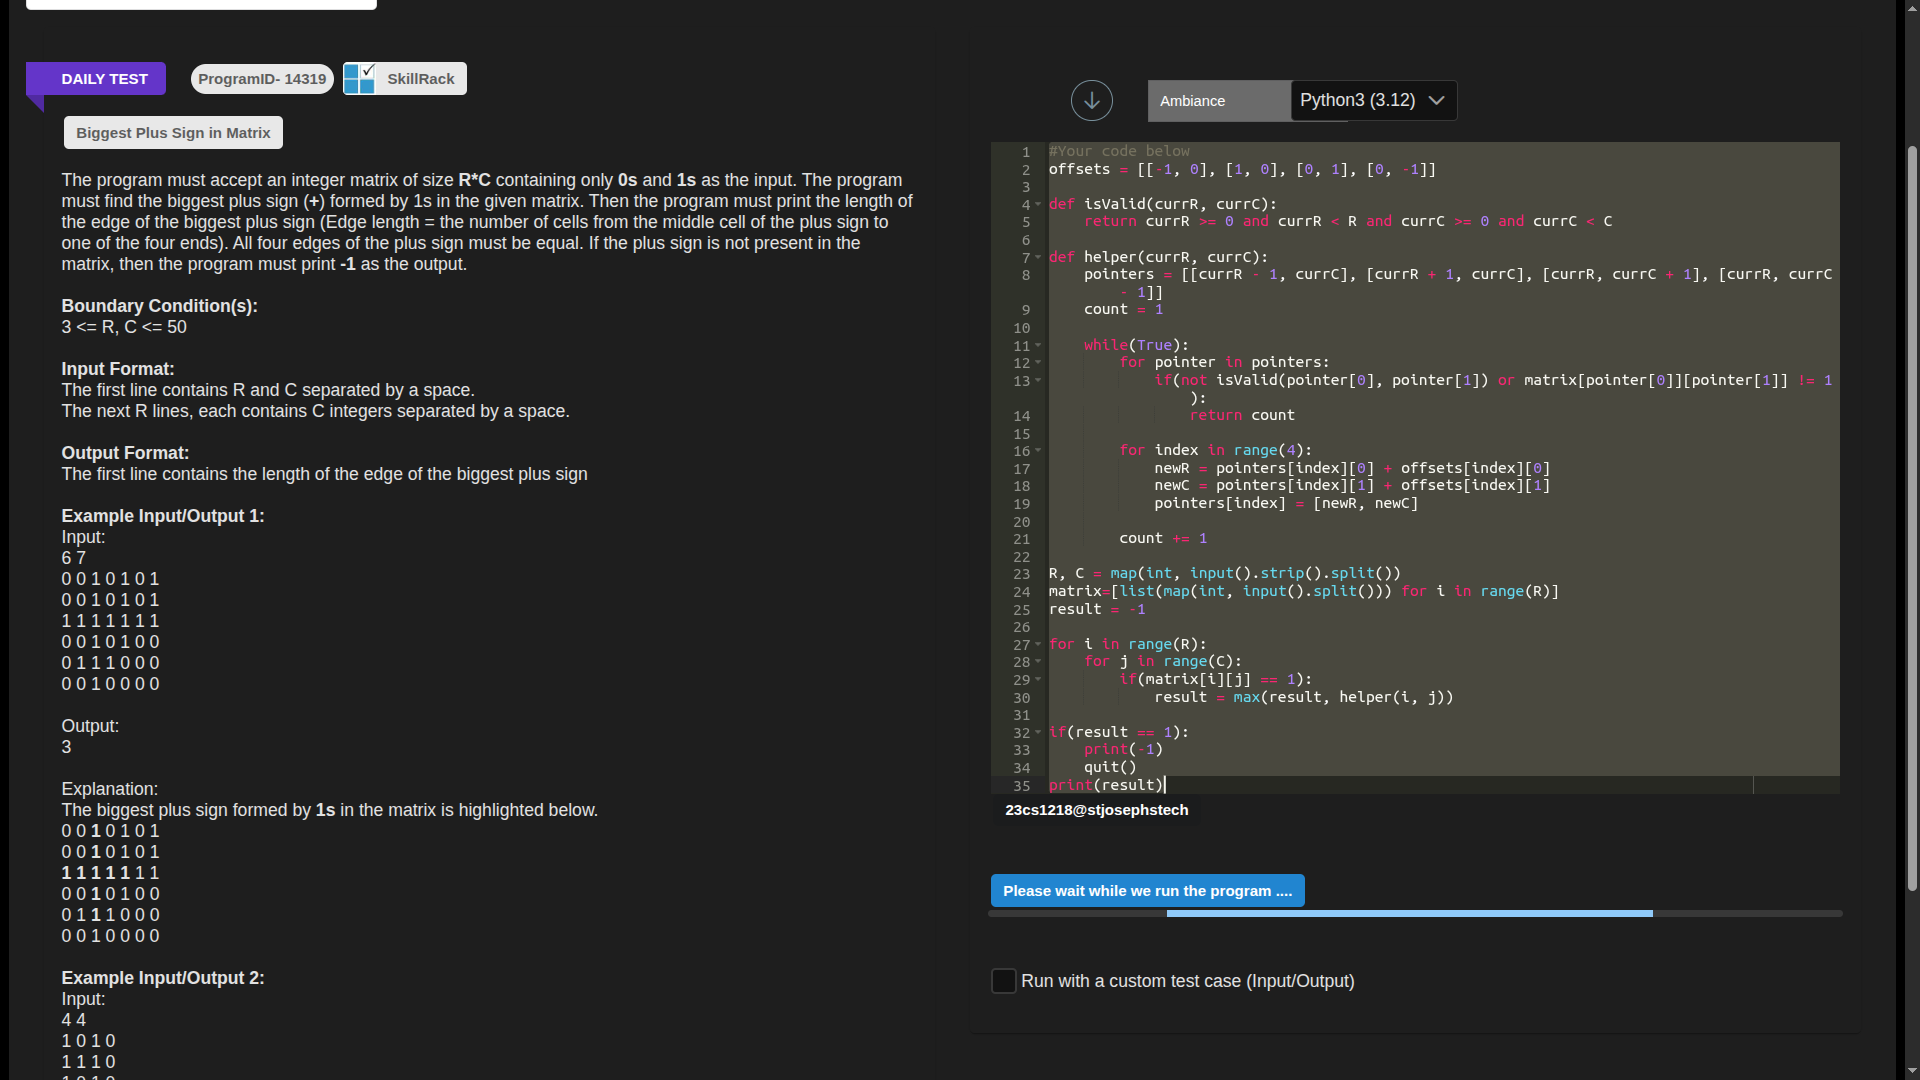 DAILY TEST
ProgramID- 14319
SkillRack
Biggest Plus Sign in Matrix
The program must accept an integer matrix of size R*C containing only 0s and 1s as the input. The program
must find the biggest plus sign (+) formed by 1s in the given matrix. Then the program must print the length of
the edge of the biggest plus sign (Edge length = the number of cells from the middle cell of the plus sign to
one of the four ends). All four edges of the plus sign must be equal. If the plus sign is not present in the
matrix, then the program must print -1 as the output.
Boundary Condition(s):
3 <= R, C <= 50
Input Format:
The first line contains R and C separated by a space.
The next R lines, each contains C integers separated by a space.
Output Format:
The first line contains the length of the edge of the biggest plus sign
Example Input/Output 1:
Input:
6 7
0 0 1 0 1 0 1
0 0 1 0 1 0 1
1 1 1 1 1 1 1
0 0 1 0 1 0 0
0 1 1 1 0 0 0
0 0 1 0 0 0 0
Output:
3
Explanation:
The biggest plus sign formed by 1s in the matrix is highlighted below.
0 0 1 0 1 0 1
0 0 1 0 1 0 1
1 1 1 1 1 1 1
0 0 1 0 1 0 0
0 1 1 1 0 0 0
0 0 1 0 0 0 0
Example Input/Output 2:
Input:
4 4
1 0 1 0
1 1 1 0
1 0 1 0
Ambiance
Python3 (3.12)
1 #Your code below
2 offsets = [[-1, 0], [1, 0], [0, 1], [0, -1]]
3
4 def isValid(currR, currC):
5     return currR >= 0 and currR < R and currC >= 0 and currC < C
6
7 def helper(currR, currC):
8     pointers = [[currR - 1, currC], [currR + 1, currC], [currR, currC + 1], [currR, currC
- 1]]
9     count = 1
10
11     while(True):
12         for pointer in pointers:
13             if(not isValid(pointer[0], pointer[1]) or matrix[pointer[0]][pointer[1]] != 1
):
14                 return count
15
16         for index in range(4):
17             newR = pointers[index][0] + offsets[index][0]
18             newC = pointers[index][1] + offsets[index][1]
19             pointers[index] = [newR, newC]
20
21         count += 1
22
23 R, C = map(int, input().strip().split())
24 matrix=[list(map(int, input().split())) for i in range(R)]
25 result = -1
26
27 for i in range(R):
28     for j in range(C):
29         if(matrix[i][j] == 1):
30             result = max(result, helper(i, j))
31
32 if(result == 1):
33     print(-1)
34     quit()
35 print(result)
23cs1218@stjosephstech
Please wait while we run the program ....
Run with a custom test case (Input/Output)